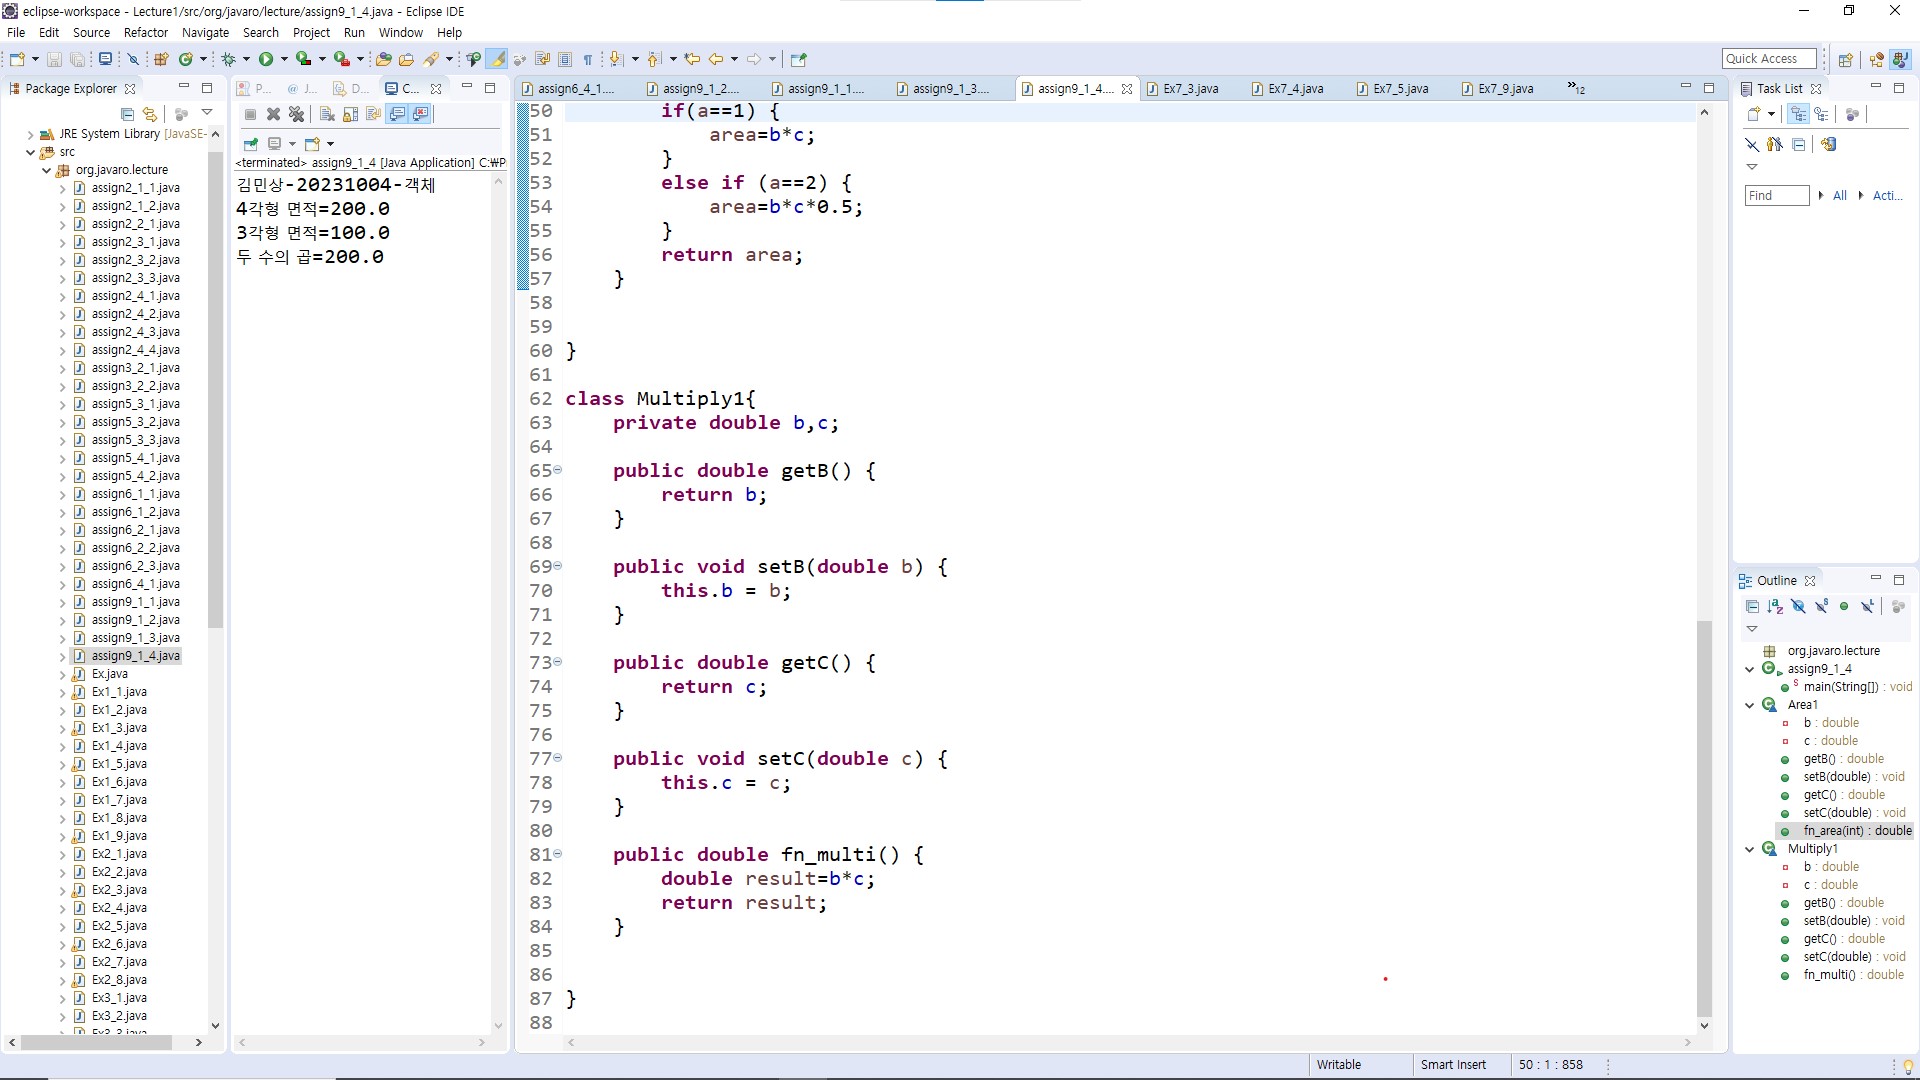 eclipse-workspace - Lecture1/src/org/javaro/lecture/assign9_1_4.java - Eclipse IDE
File Edit Source Refactor Navigate Search Project Run Window Help
Quick Access
Package Explorer
JRE System Library [JavaSE-
src
org.javaro.lecture
assign2_1_1.java
assign2_1_2.java
assign2_2_1.java
assign2_3_1.java
assign2_3_2.java
assign2_3_3.java
assign2_4_1.java
assign2_4_2.java
assign2_4_3.java
assign2_4_4.java
assign3_2_1.java
assign3_2_2.java
assign5_3_1.java
assign5_3_2.java
assign5_3_3.java
assign5_4_1.java
assign5_4_2.java
assign6_1_1.java
assign6_1_2.java
assign6_2_1.java
assign6_2_2.java
assign6_2_3.java
assign6_4_1.java
assign9_1_1.java
assign9_1_2.java
assign9_1_3.java
assign9_1_4.java
Ex.java
Ex1_1.java
Ex1_2.java
Ex1_3.java
Ex1_4.java
Ex1_5.java
Ex1_6.java
Ex1_7.java
Ex1_8.java
Ex1_9.java
Ex2_1.java
Ex2_2.java
Ex2_3.java
Ex2_4.java
Ex2_5.java
Ex2_6.java
Ex2_7.java
Ex2_8.java
Ex3_1.java
Ex3_2.java
P... @ J... D... C...
<terminated> assign9_1_4 [Java Application] C:₩P
김민상-20231004-객체
4각형 면적=200.0
3각형 면적=100.0
두 수의 곱=200.0
assign6_4_1.... assign9_1_2.... assign9_1_1.... assign9_1_3.... assign9_1_4.... Ex7_3.java Ex7_4.java Ex7_5.java Ex7_9.java »12
50 if(a==1) {
51 area=b*c;
52 }
53 else if (a==2) {
54 area=b*c*0.5;
55 }
56 return area;
57 }
58
59
60 }
61
62 class Multiply1{
63 private double b,c;
64
65 public double getB() {
66 return b;
67 }
68
69 public void setB(double b) {
70 this.b = b;
71 }
72
73 public double getC() {
74 return c;
75 }
76
77 public void setC(double c) {
78 this.c = c;
79 }
80
81 public double fn_multi() {
82 double result=b*c;
83 return result;
84 }
85
86
87 }
88
Task List
Find All Acti...
Outline
org.javaro.lecture
assign9_1_4
main(String[]) : void
Area1
b : double
c : double
getB() : double
setB(double) : void
getC() : double
setC(double) : void
fn_area(int) : double
Multiply1
b : double
c : double
getB() : double
setB(double) : void
getC() : double
setC(double) : void
fn_multi() : double
Writable Smart Insert 50 : 1 : 858